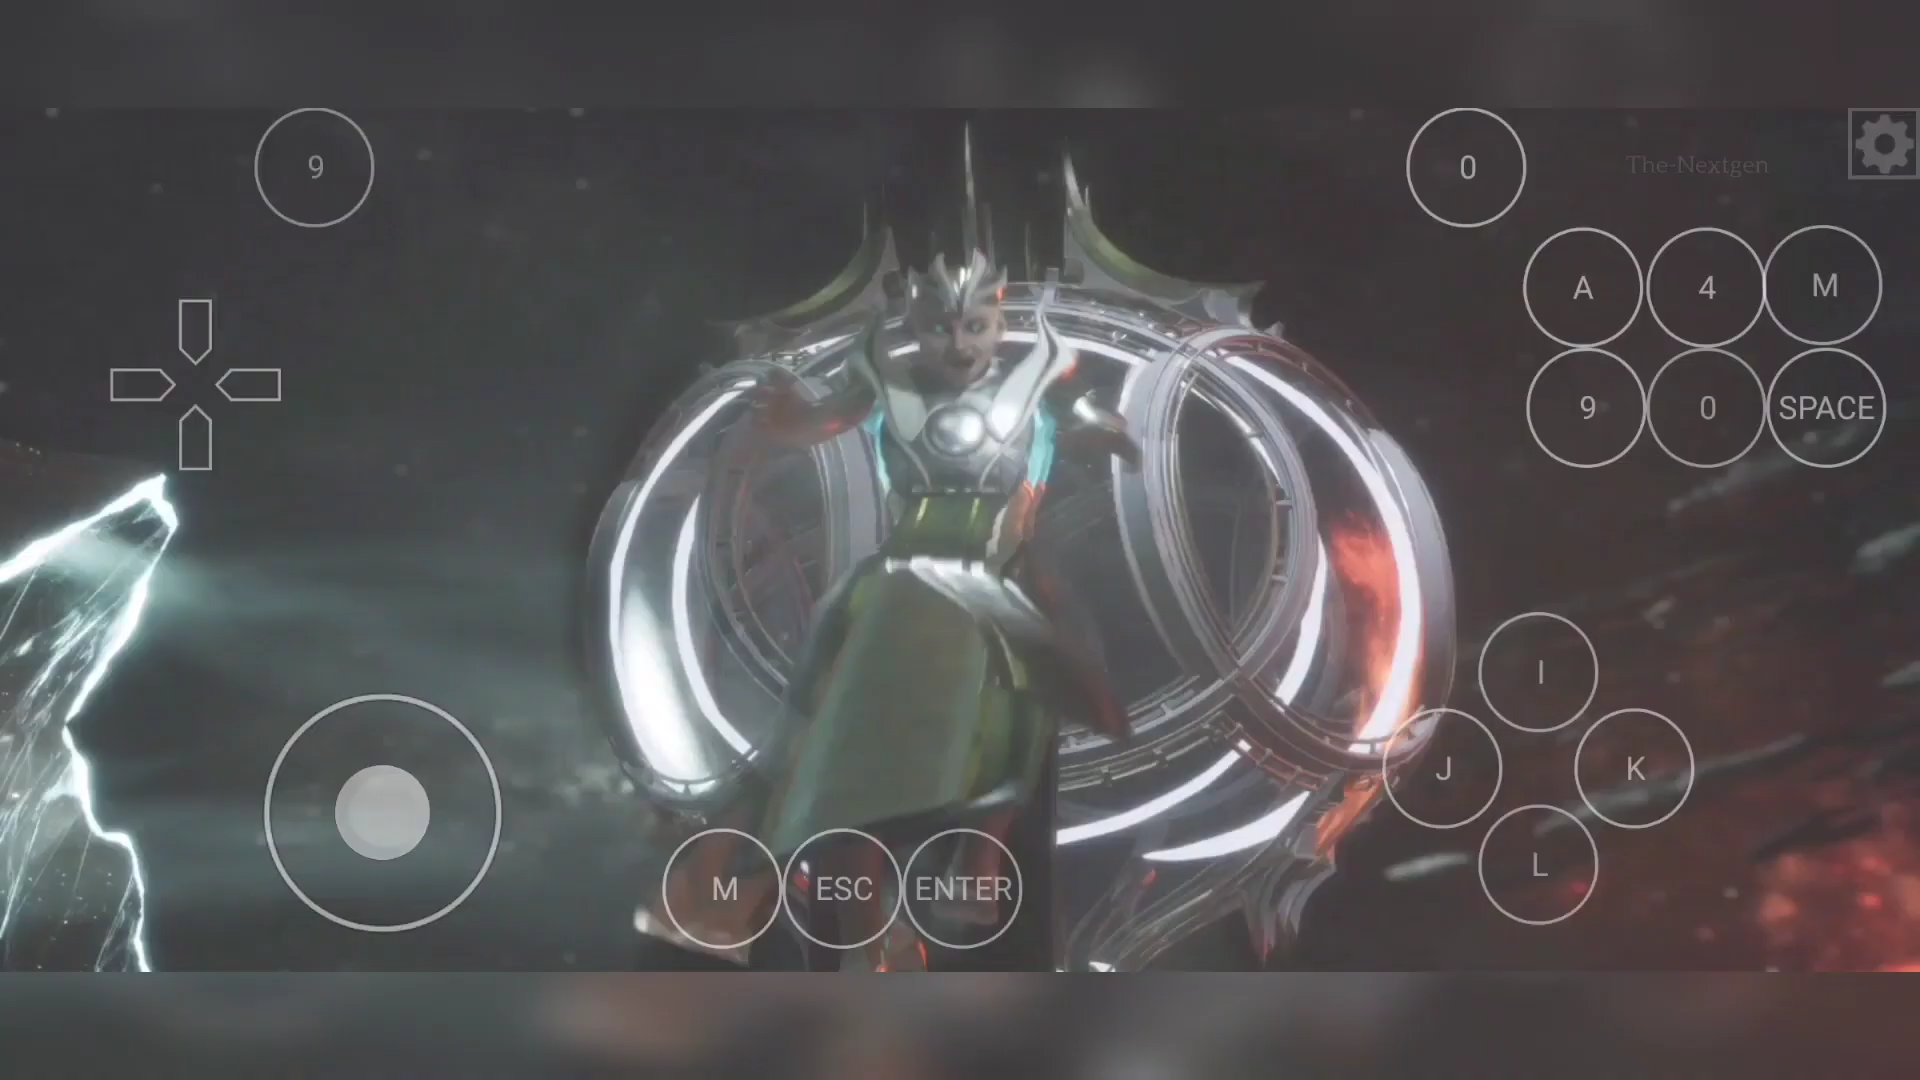 9
0
The-Nextgen
A 4 M
9 0 SPACE
I
J K
L
M ESC ENTER